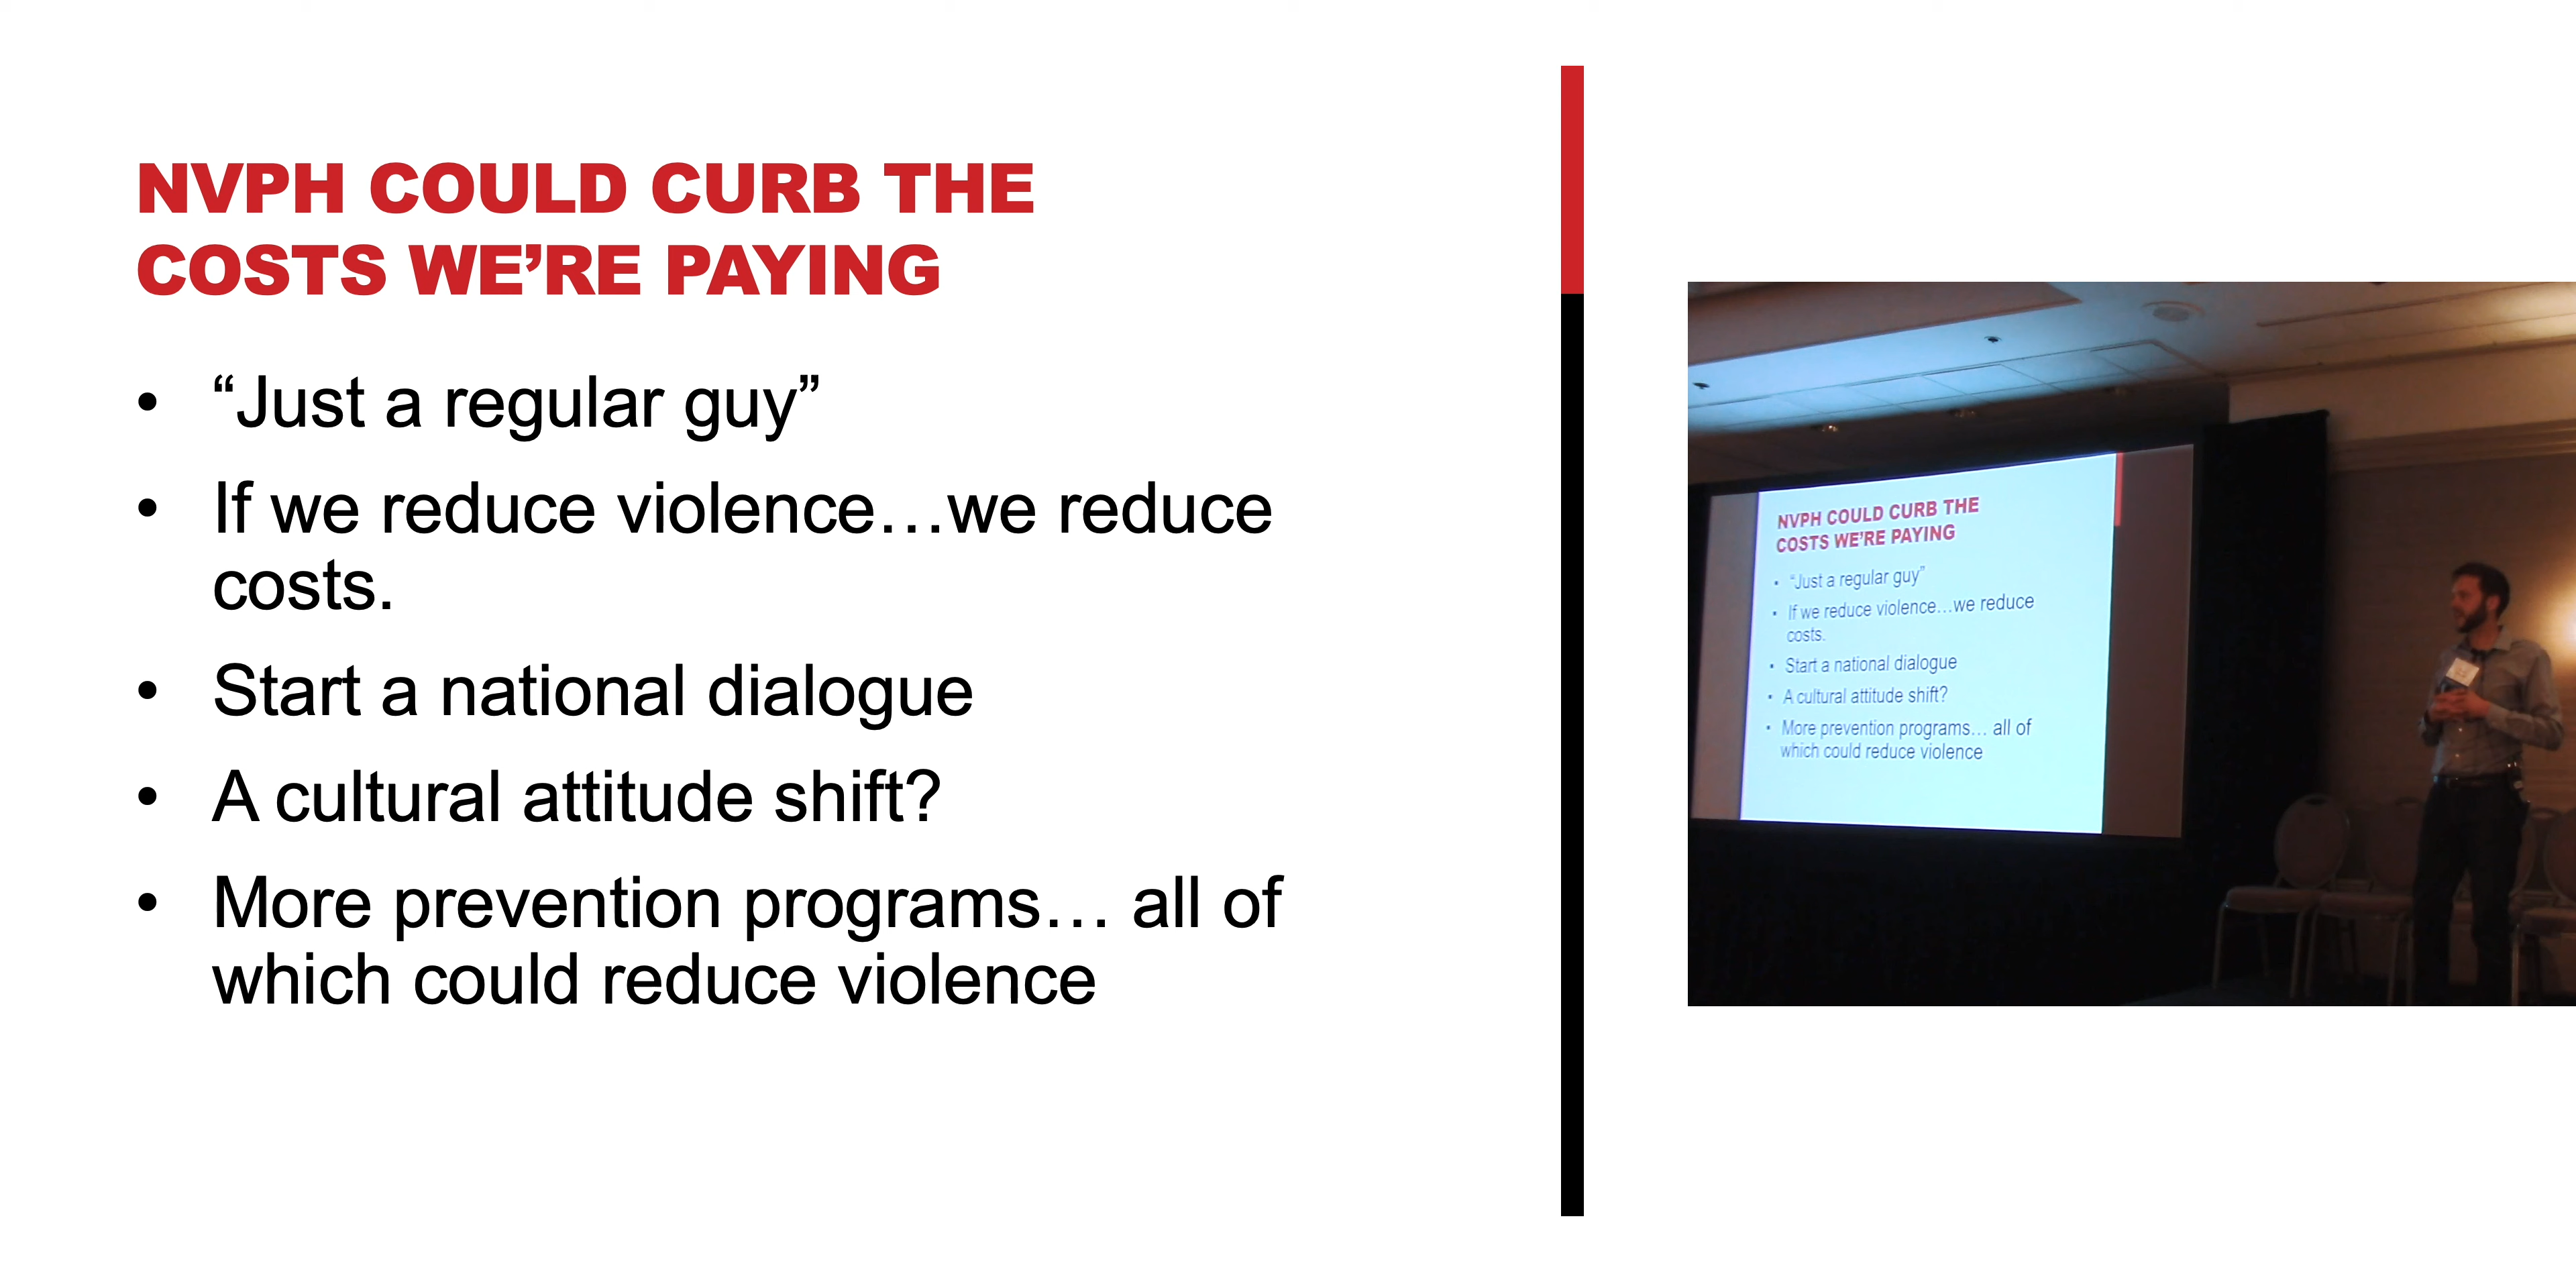 NVPH COULD CURB THE
COSTS WE’RE PAYING
• “Just a regular guy”
• If we reduce violence…we reduce
costs.
• Start a national dialogue
• A cultural attitude shift?
• More prevention programs… all of
which could reduce violence
NVPH COULD CURB THE
COSTS WE’RE PAYING
• “Just a regular guy”
• If we reduce violence…we reduce
costs.
• Start a national dialogue
• A cultural attitude shift?
• More prevention programs… all of
which could reduce violence